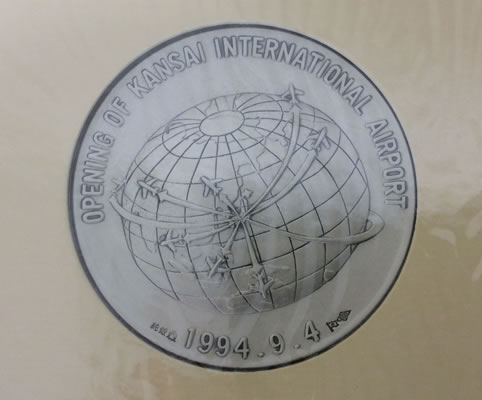 OPENING OF KANSAI INTERNATIONAL AIRPORT
1994.9.4